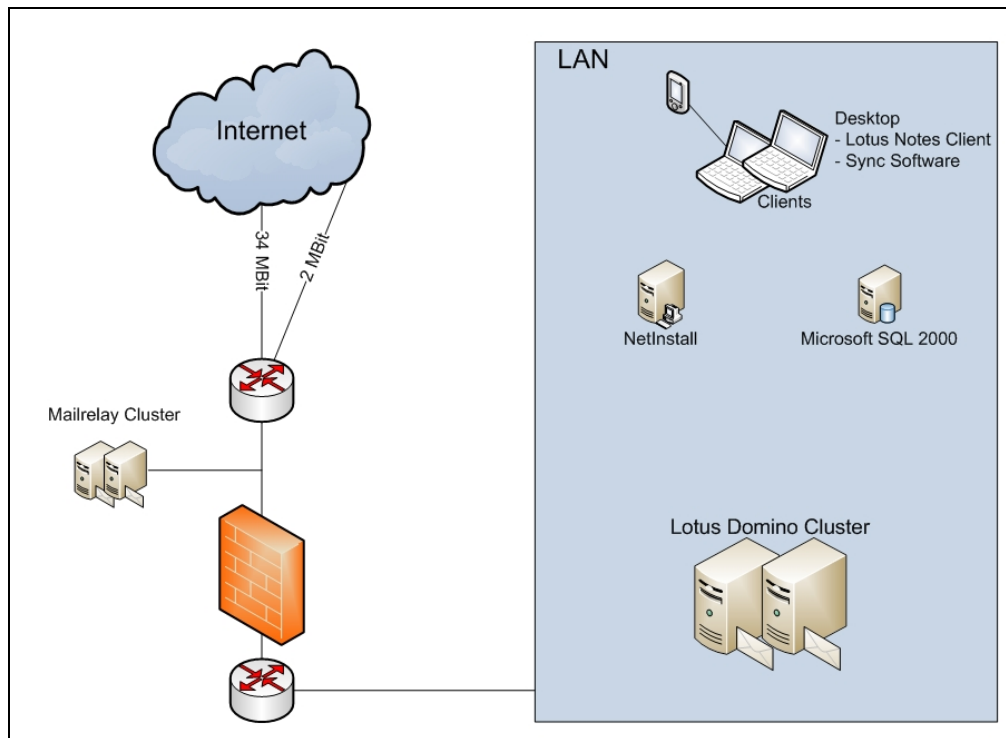 Internet
34 MBit
2 MBit
Mailrelay Cluster
LAN
Desktop
- Lotus Notes Client
- Sync Software
Clients
NetInstall
Microsoft SQL 2000
Lotus Domino Cluster